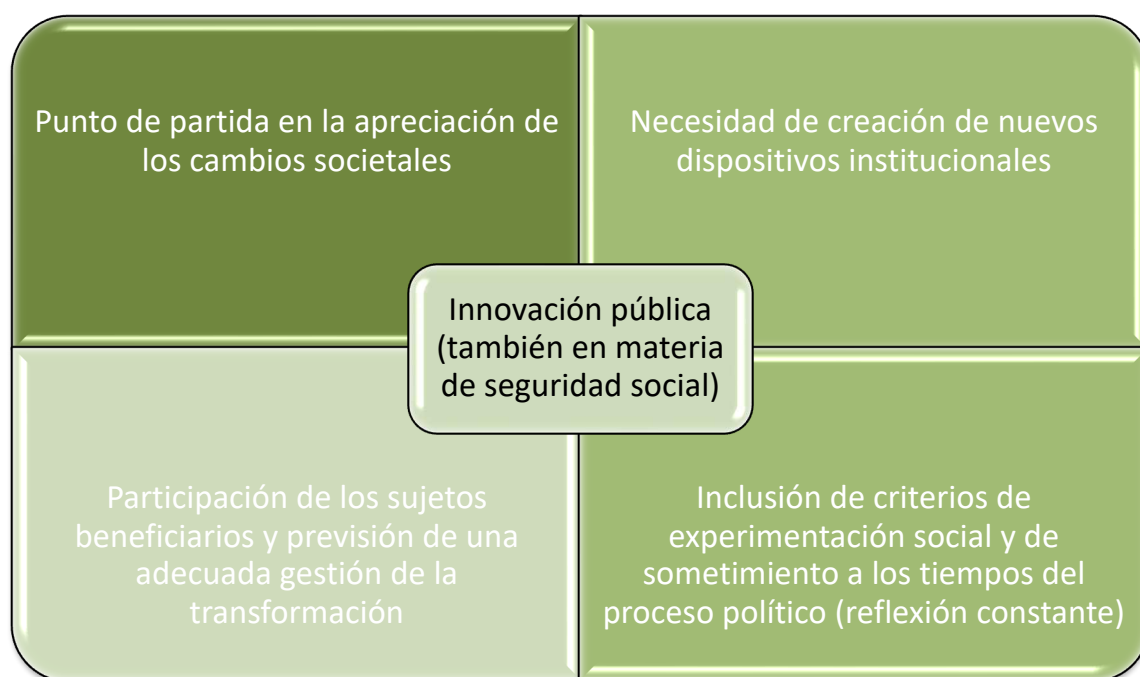 Punto de partida en la apreciación de
los cambios societales
Necesidad de creación de nuevos
dispositivos institucionales
Innovación pública
(también en materia
de seguridad social)
Participación de los sujetos
beneficiarios y previsión de una
adecuada gestión de la
transformación
Inclusión de criterios de
experimentación social y de
sometimiento a los tiempos del
proceso político (reflexión constante)